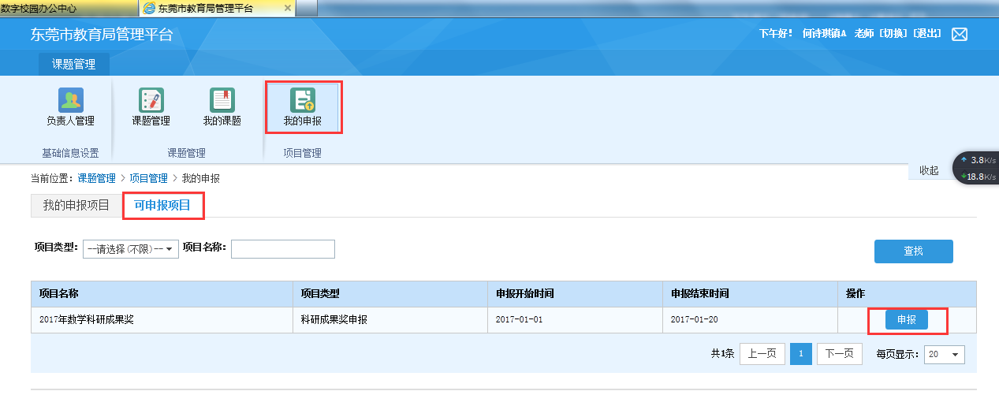 数字校园办公中心 东莞市教育局管理平台 ×
东莞市教育局管理平台 下午好! 何诗琪镇A 老师 [切换] [退出]
课题管理
负责人管理 课题管理 我的课题 我的申报
基础信息设置 课题管理 项目管理
3.8K/s
当前位置: 课题管理 > 项目管理 > 我的申报 收起
18.8K/s
我的申报项目 可申报项目
项目类型: --请选择(不限)-- 项目名称: 查找
项目名称 项目类型 申报开始时间 申报结束时间 操作
2017年数学科研成果奖 科研成果奖申报 2017-01-01 2017-01-20 申报
共1条 上一页 1 下一页 每页显示: 20